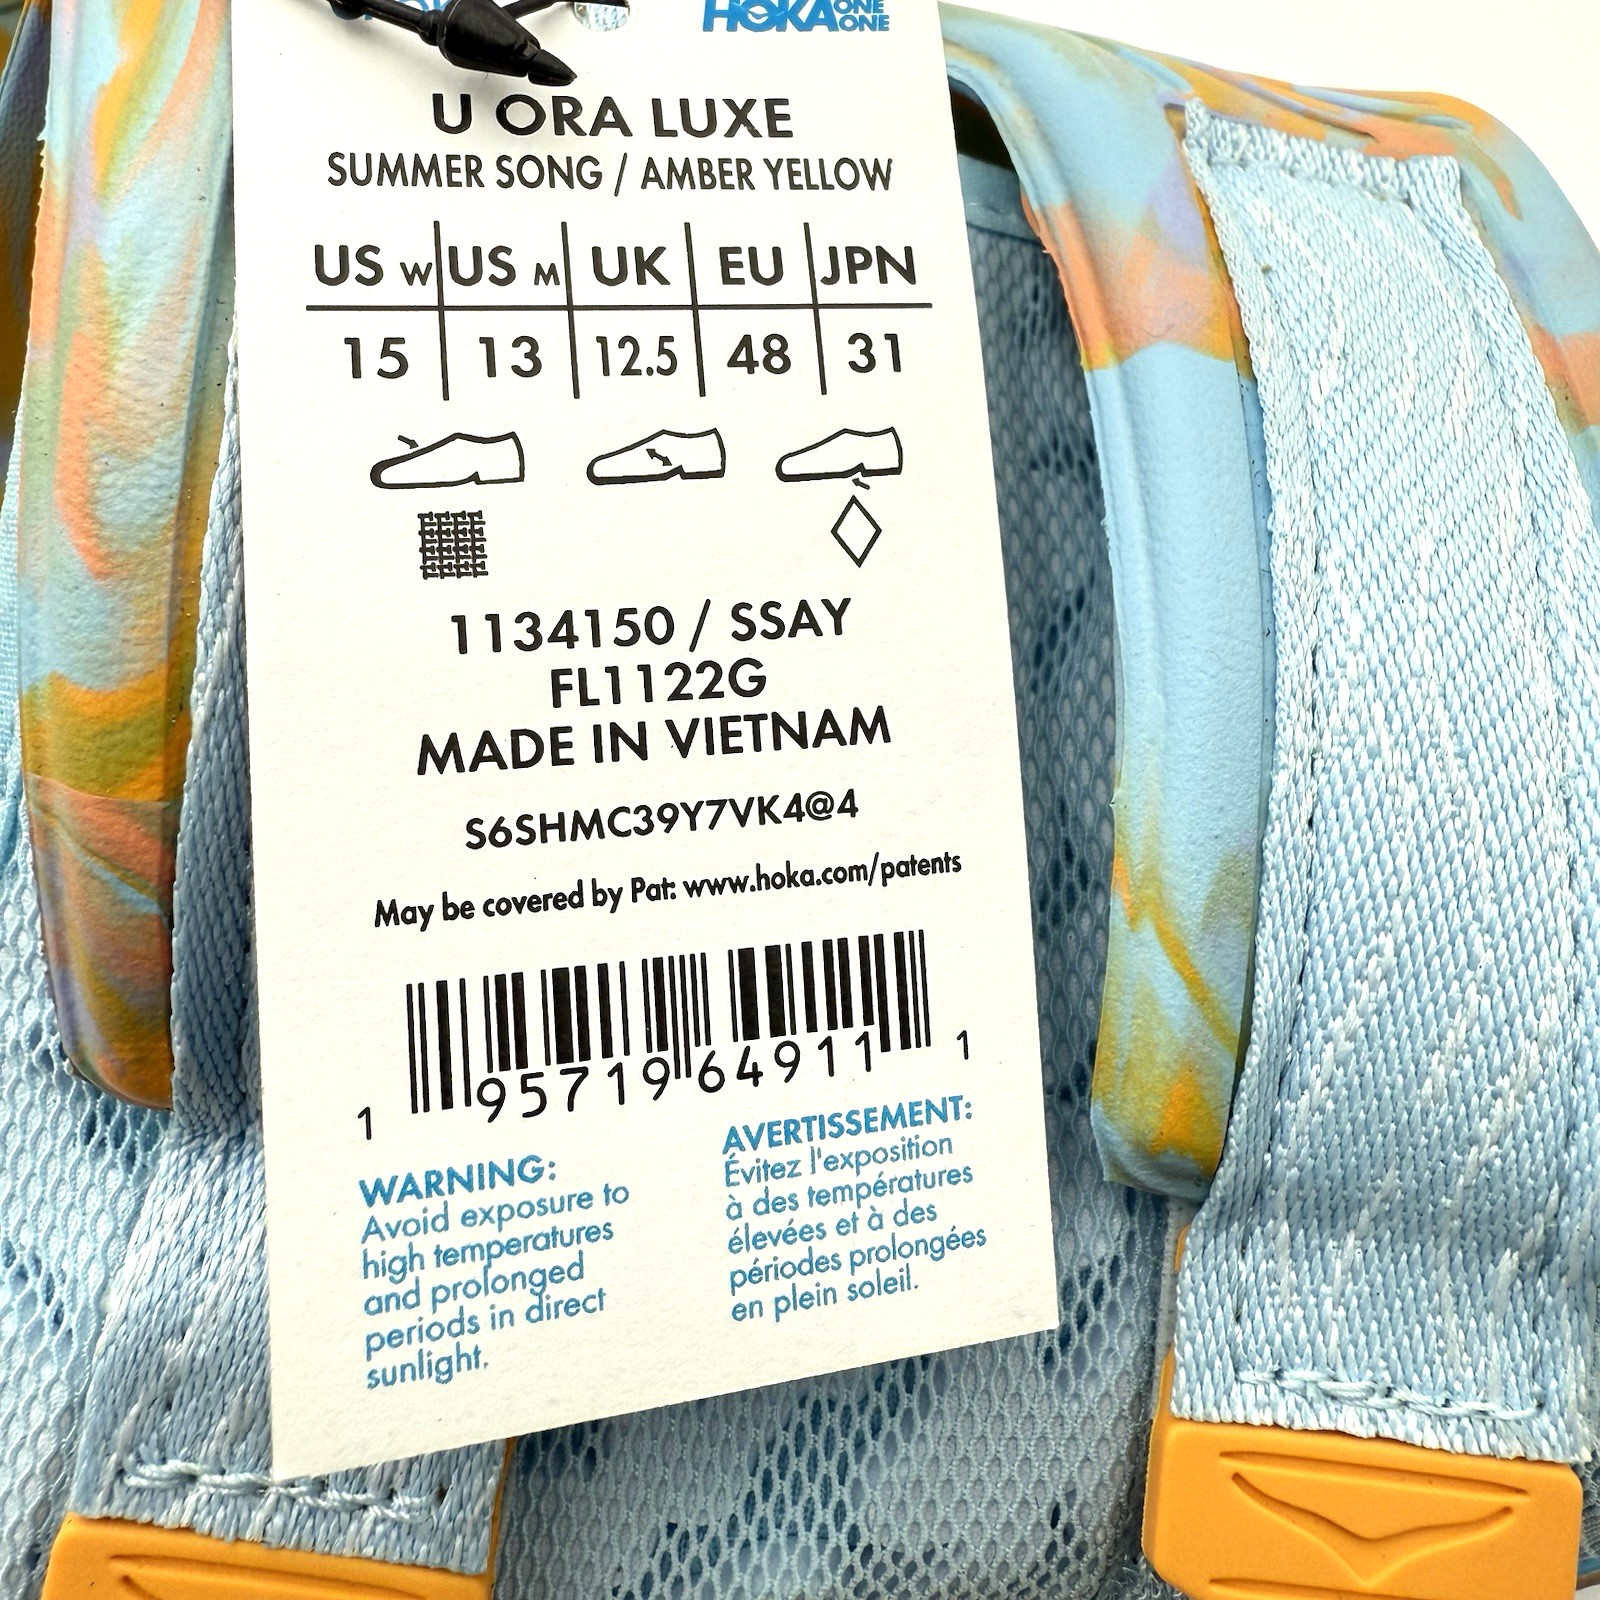 HOKA ONE ONE
U ORA LUXE
SUMMER SONG / AMBER YELLOW
US W US M UK EU JPN
15 13 12.5 48 31
1134150 / SSAY
FL1122G
MADE IN VIETNAM
S6SHMC39Y7VK4@4
May be covered by Pat: www.hoka.com/patents
1 95719 64911 1
WARNING:
Avoid exposure to
high temperatures
and prolonged
periods in direct
sunlight.
AVERTISSEMENT:
Évitez l'exposition
à des températures
élevées et à des
périodes prolongées
en plein soleil.